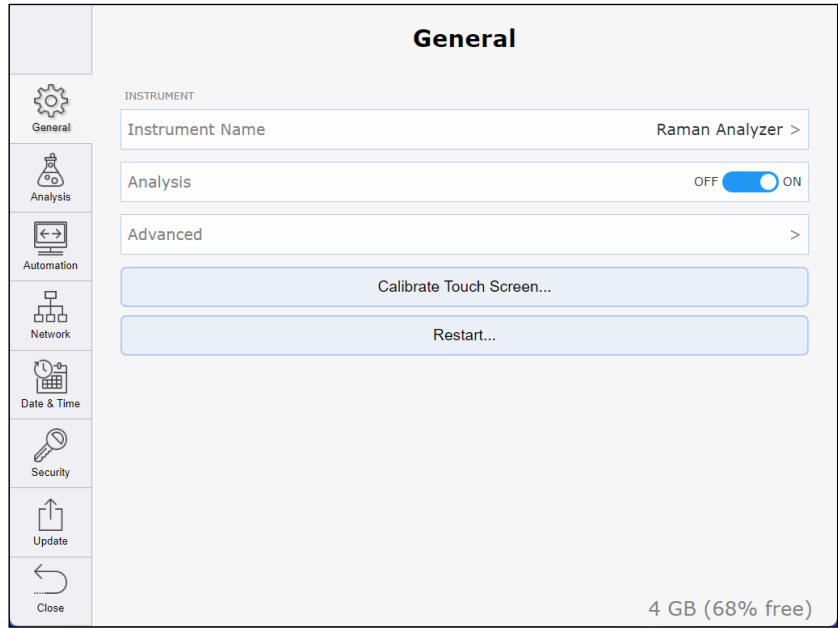 General
INSTRUMENT
General
Instrument Name Raman Analyzer >
Analysis OFF ON
Analysis
Advanced >
Automation
Calibrate Touch Screen...
Network
Restart...
Date & Time
Security
Update
Close
4 GB (68% free)